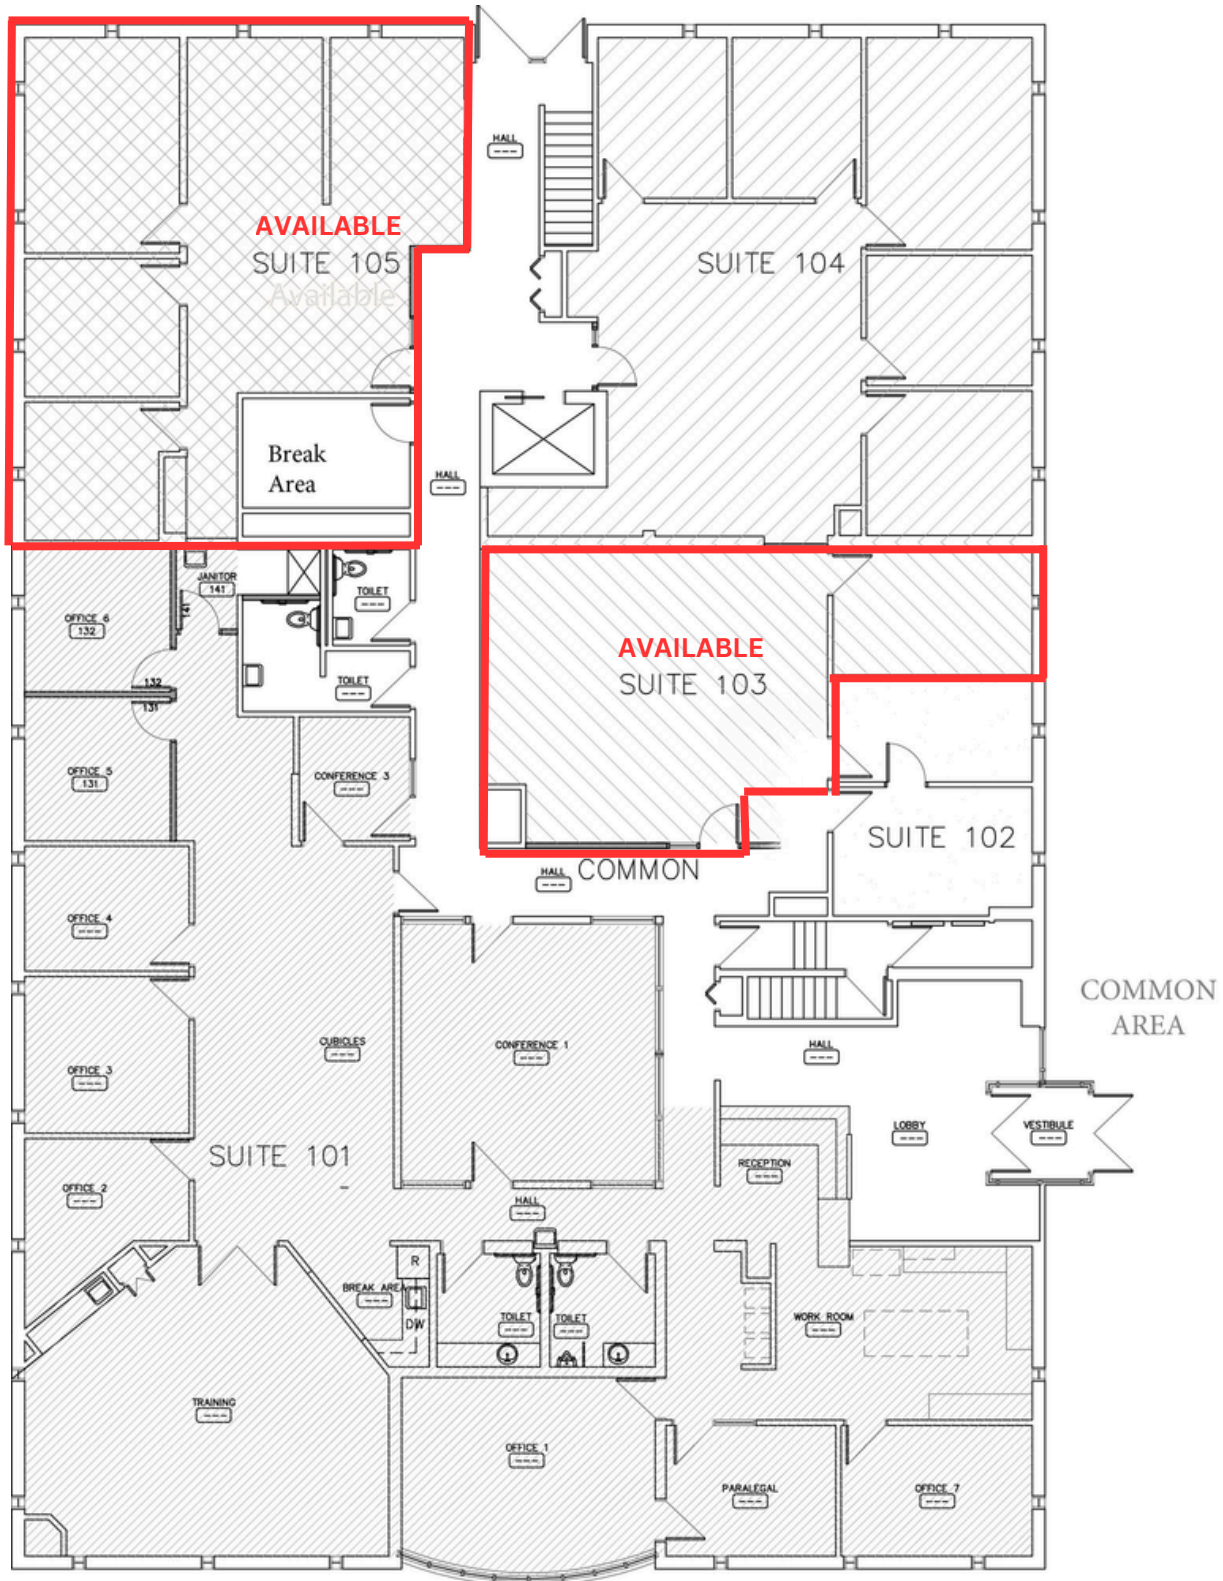 HALL
---
AVAILABLE
SUITE 105
Available
SUITE 104
Break
Area
HALL
---
JANITOR
141
141
TOILET
---
OFFICE 6
132
132
131
TOILET
---
AVAILABLE
SUITE 103
OFFICE 5
131
CONFERENCE 3
---
SUITE 102
COMMON
HALL
---
OFFICE 4
---
COMMON
AREA
OFFICE 3
---
CUBICLES
---
CONFERENCE 1
---
HALL
---
LOBBY
---
VESTIBULE
---
SUITE 101
RECEPTION
---
OFFICE 2
---
HALL
---
R
BREAK AREA
---
DW
TOILET
---
TOILET
---
WORK ROOM
---
TRAINING
---
OFFICE 1
---
PARALEGAL
---
OFFICE 7
---